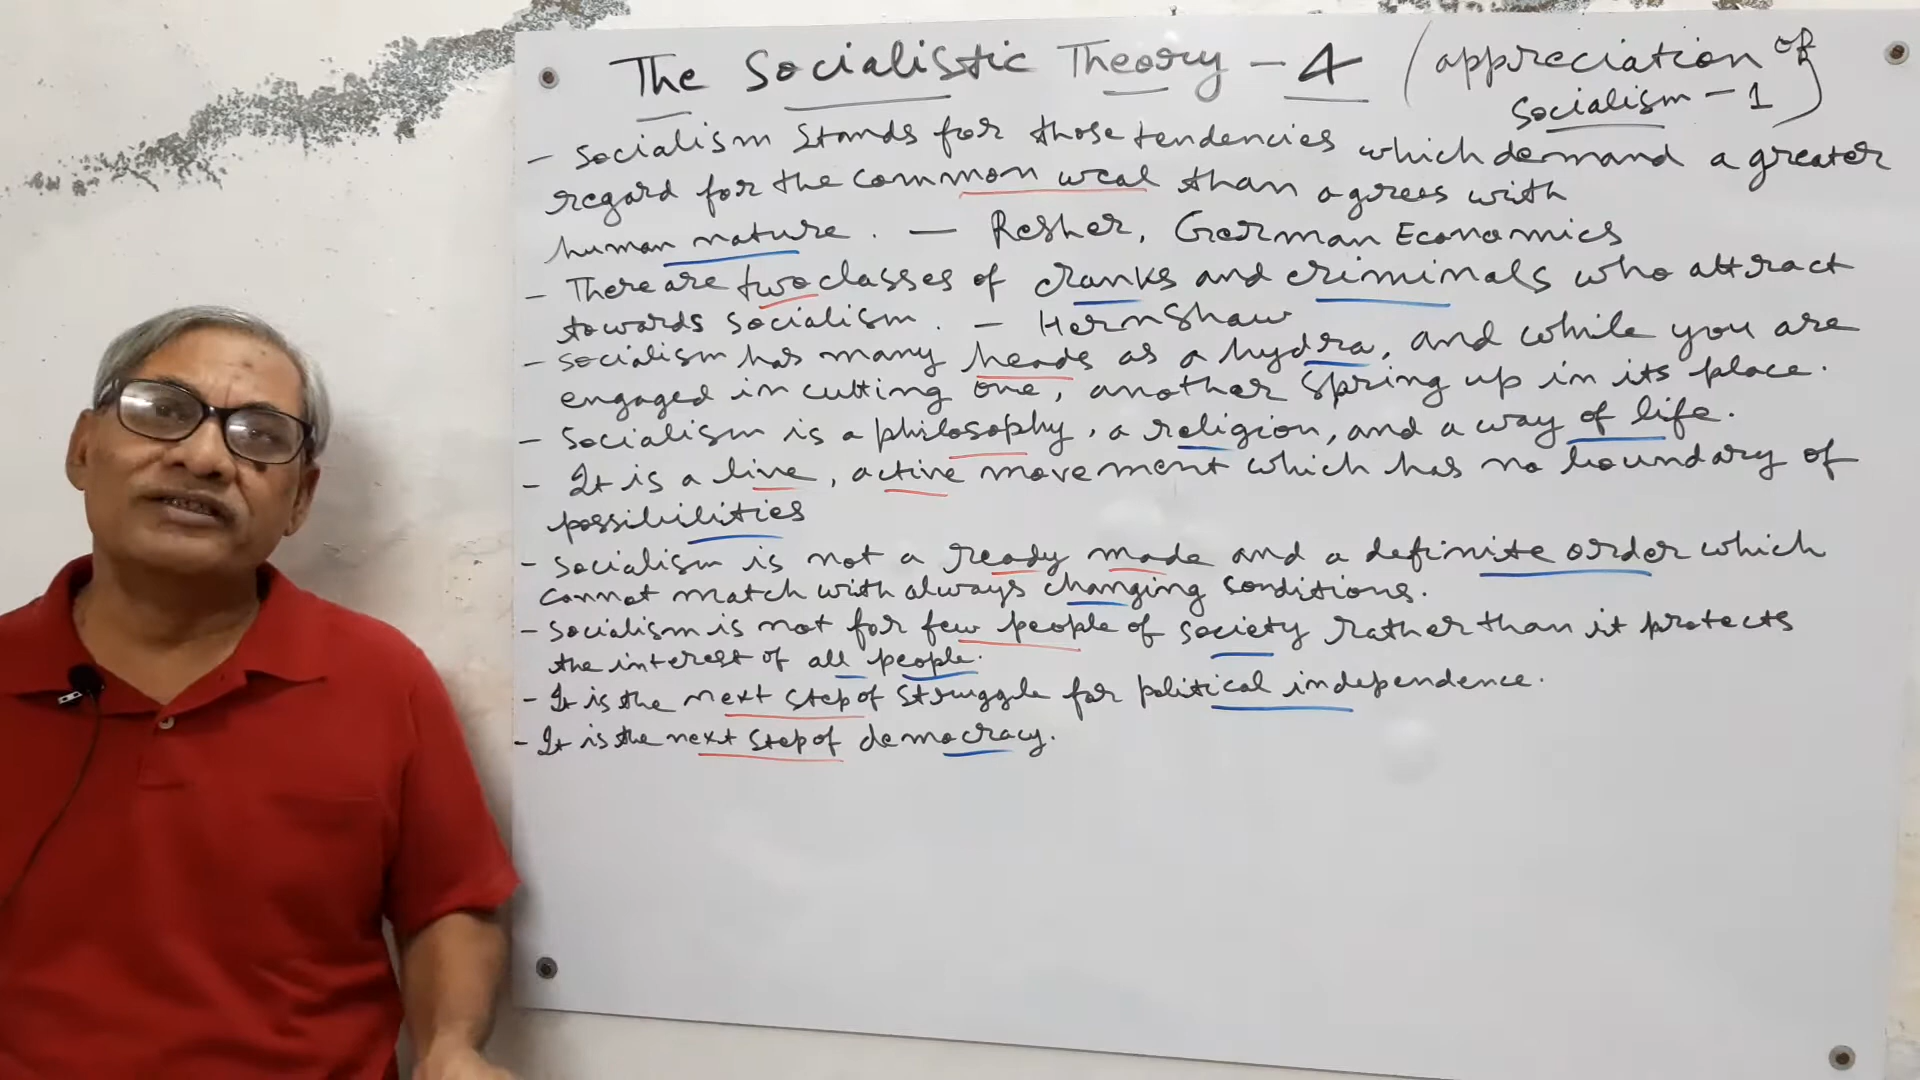 The Socialistic Theory - 4 (appreciation of
Socialism - 1)
- Socialism Stands for those tendencies which demand a greater
regard for the common weal than agrees with
human nature. — Resher, German Economics
- There are two classes of cranks and criminals who attract
towards socialism. - Hernshaw
- Socialism has many heads as a hydra, and while you are
engaged in cutting one, another spring up in its place.
- Socialism is a philosophy, a religion, and a way of life.
- It is a live, active movement which has no boundary of
possibilities
- Socialism is not a ready made and a definite order which
cannot match with always changing conditions.
- Socialism is not for few people of society rather than it protects
the interest of all people.
- It is the next step of struggle for political independence.
- It is the next step of democracy.